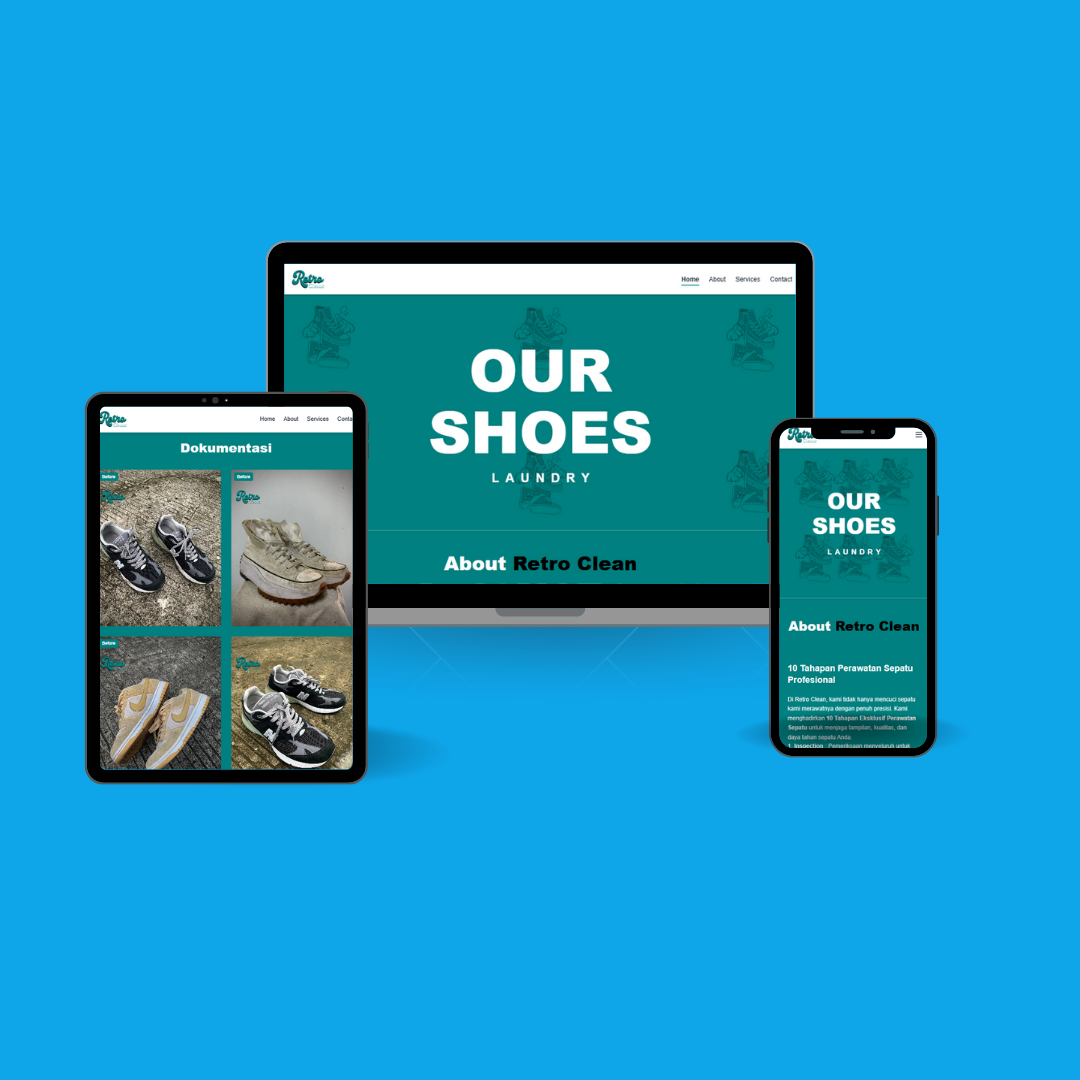 Retro
Home About Services Contact
OUR
SHOES
LAUNDRY
About Retro Clean
Retro
Home About Services Conta
Dokumentasi
Before
Retro
Before
Retro
Before
Retro
Retro
Retro
OUR
SHOES
LAUNDRY
About Retro Clean
10 Tahapan Perawatan Sepatu
Profesional
Di Retro Clean, kami tidak hanya mencuci sepatu
kami merawatnya dengan penuh presisi. Kami
menghadirkan 10 Tahapan Eksklusif Perawatan
Sepatu untuk menjaga tampilan, kualitas, dan
daya tahan sepatu Anda.
1. Inspection : Pemeriksaan menyeluruh untuk